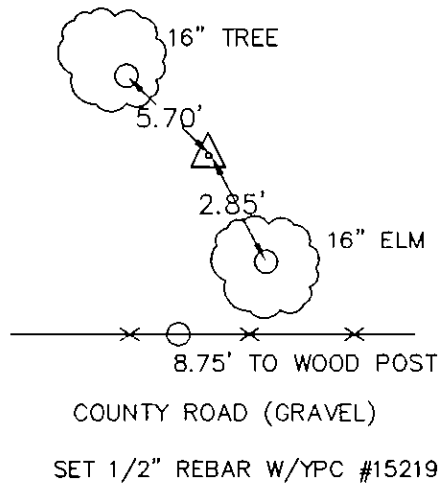 16" TREE
5.70'
2.85'
16" ELM
8.75' TO WOOD POST
COUNTY ROAD (GRAVEL)
SET 1/2" REBAR W/YPC #15219